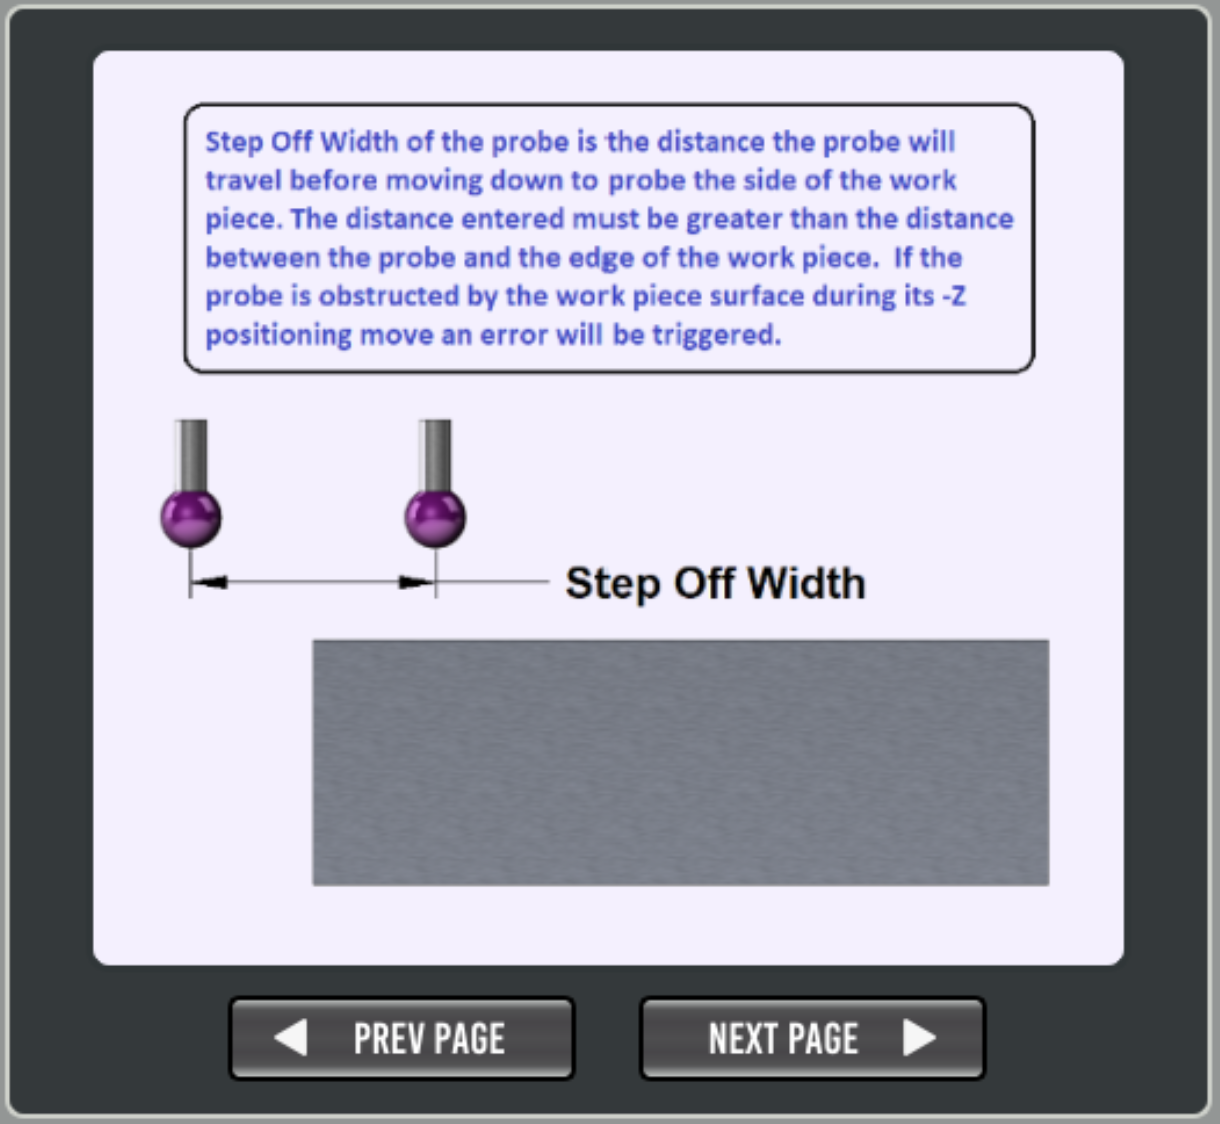 Step Off Width of the probe is the distance the probe will
travel before moving down to probe the side of the work
piece. The distance entered must be greater than the distance
between the probe and the edge of the work piece.  If the
probe is obstructed by the work piece surface during its -Z
positioning move an error will be triggered.
Step Off Width
PREV PAGE
NEXT PAGE